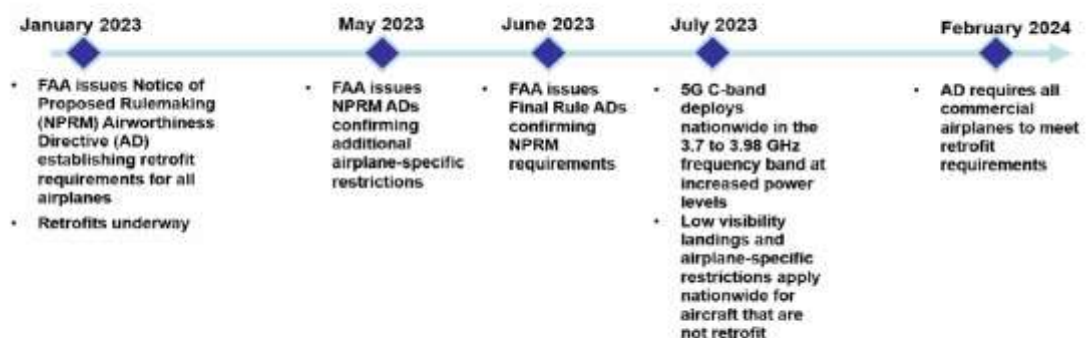 January 2023
• FAA issues Notice of
Proposed Rulemaking
(NPRM) Airworthiness
Directive (AD)
establishing retrofit
requirements for all
airplanes
• Retrofits underway
May 2023
• FAA issues
NPRM ADs
confirming
additional
airplane-specific
restrictions
June 2023
• FAA issues
Final Rule ADs
confirming
NPRM
requirements
July 2023
• 5G C-band
deploys
nationwide in the
3.7 to 3.98 GHz
frequency band at
increased power
levels
• Low visibility
landings and
airplane-specific
restrictions apply
nationwide for
aircraft that are
not retrofit
February 2024
• AD requires all
commercial
airplanes to meet
retrofit
requirements